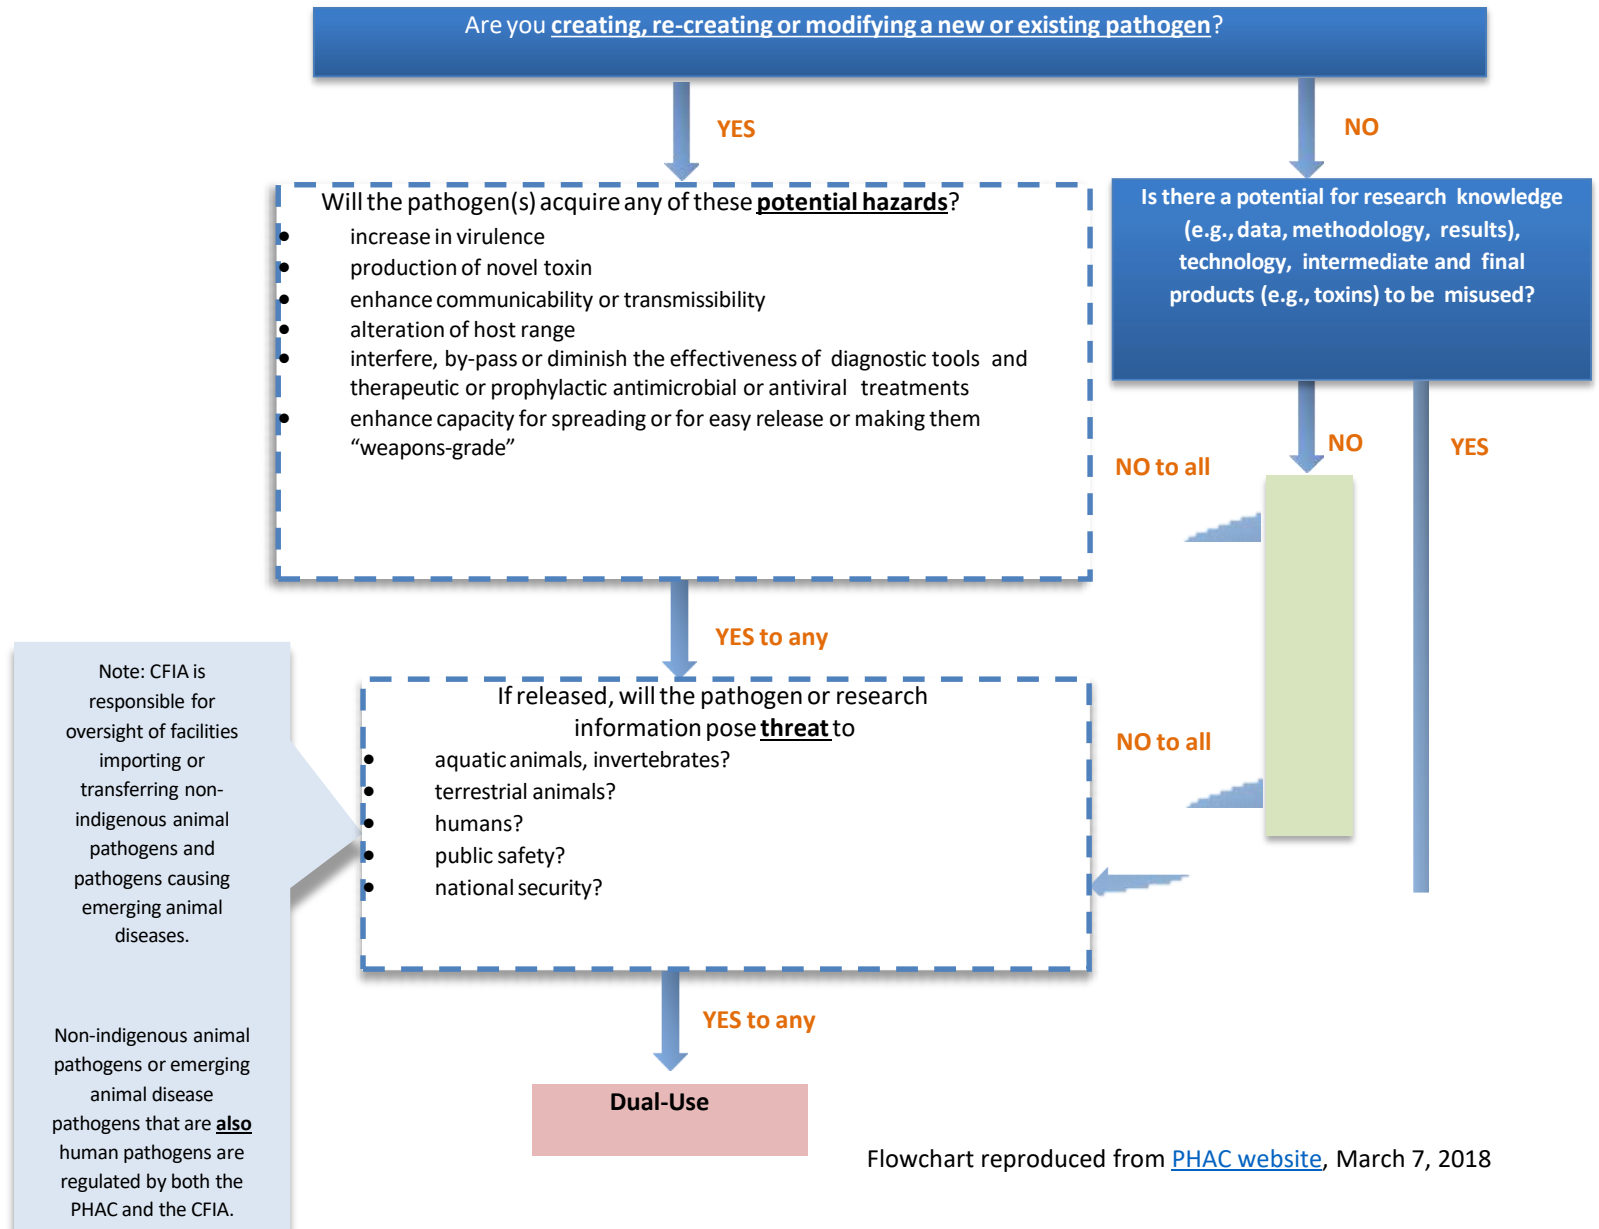 Are you creating, re-creating or modifying a new or existing pathogen?
YES
NO
Will the pathogen(s) acquire any of these potential hazards?
• increase in virulence
• production of novel toxin
• enhance communicability or transmissibility
• alteration of host range
• interfere, by-pass or diminish the effectiveness of diagnostic tools and
therapeutic or prophylactic antimicrobial or antiviral treatments
• enhance capacity for spreading or for easy release or making them
“weapons-grade”
Is there a potential for research knowledge
(e.g., data, methodology, results),
technology, intermediate and final
products (e.g., toxins) to be misused?
NO
YES
NO to all
YES to any
If released, will the pathogen or research
information pose threat to
• aquatic animals, invertebrates?
• terrestrial animals?
• humans?
• public safety?
• national security?
NO to all
Note: CFIA is
responsible for
oversight of facilities
importing or
transferring non-
indigenous animal
pathogens and
pathogens causing
emerging animal
diseases.
Non-indigenous animal
pathogens or emerging
animal disease
pathogens that are also
human pathogens are
regulated by both the
PHAC and the CFIA.
YES to any
Dual-Use
Flowchart reproduced from PHAC website, March 7, 2018